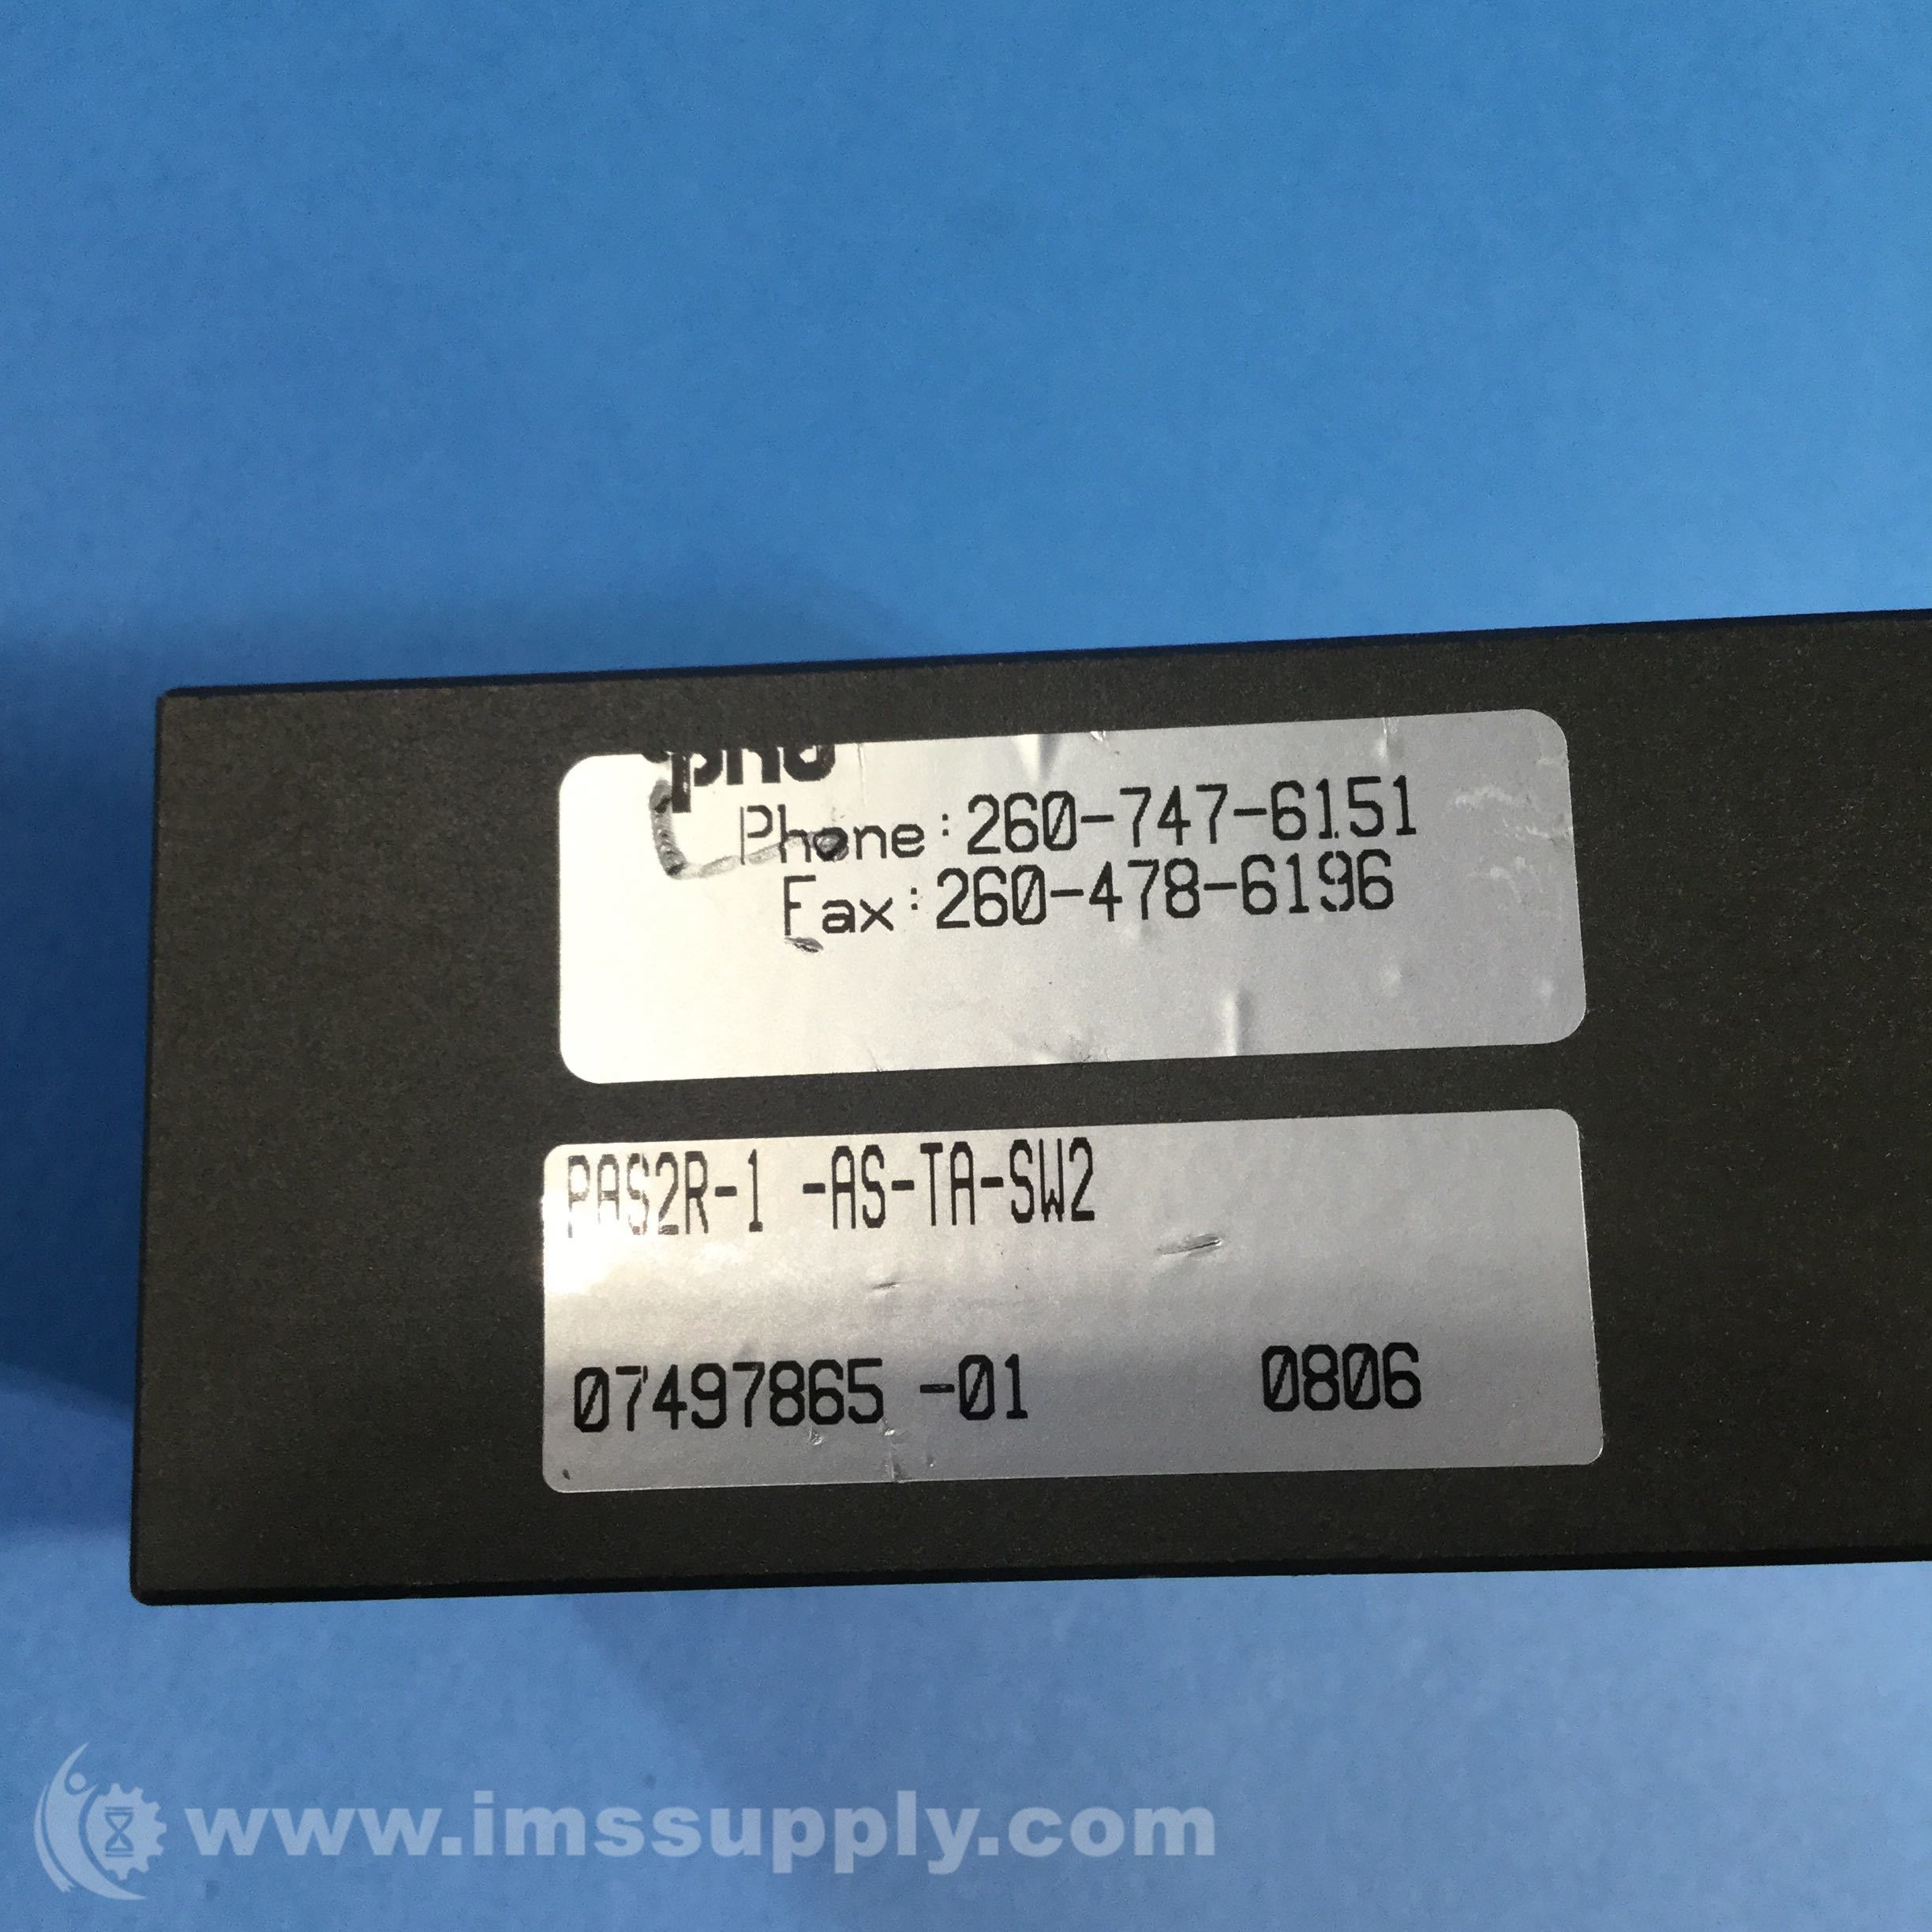 Phone:260-747-6151
Fax:260-478-6196
PAS2R-1 -AS-TA-SW2
07497865 -01 0806
www.imssupply.com